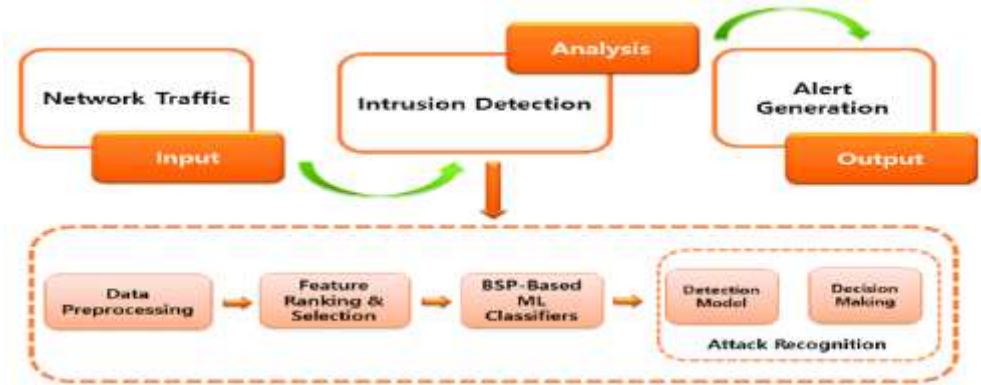 Network Traffic
Input
Intrusion Detection
Analysis
Alert
Generation
Output
Data
Preprocessing
Feature
Ranking &
Selection
BSP-Based
ML
Classifiers
Detection
Model
Decision
Making
Attack Recognition